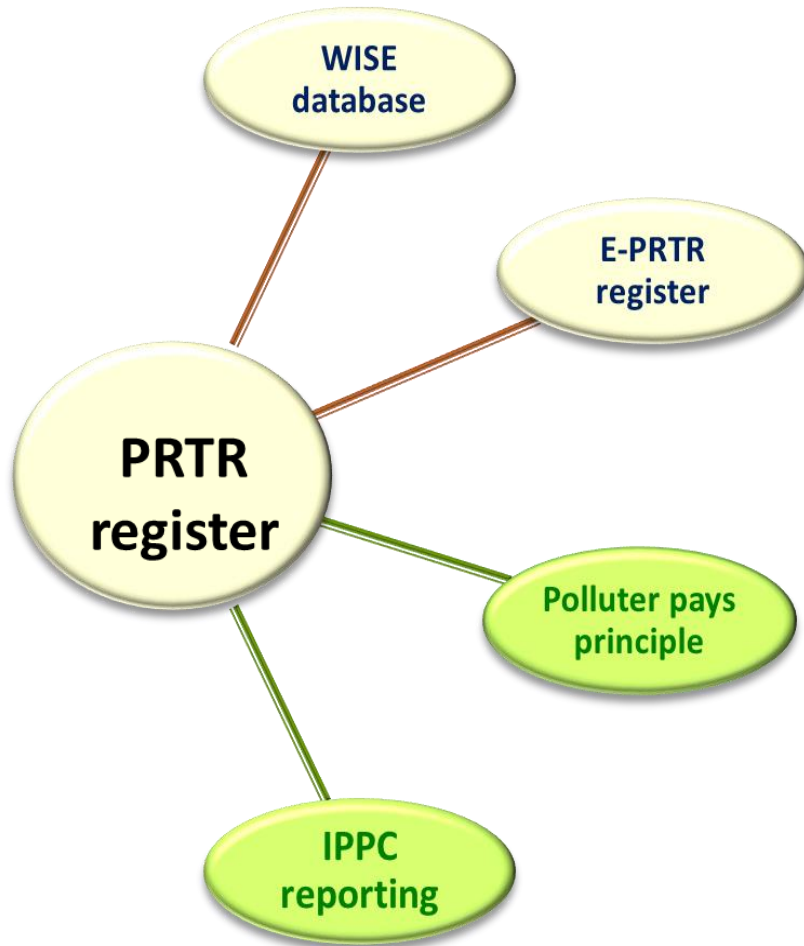 WISE
database
E-PRTR
register
PRTR
register
Polluter pays
principle
IPPC
reporting